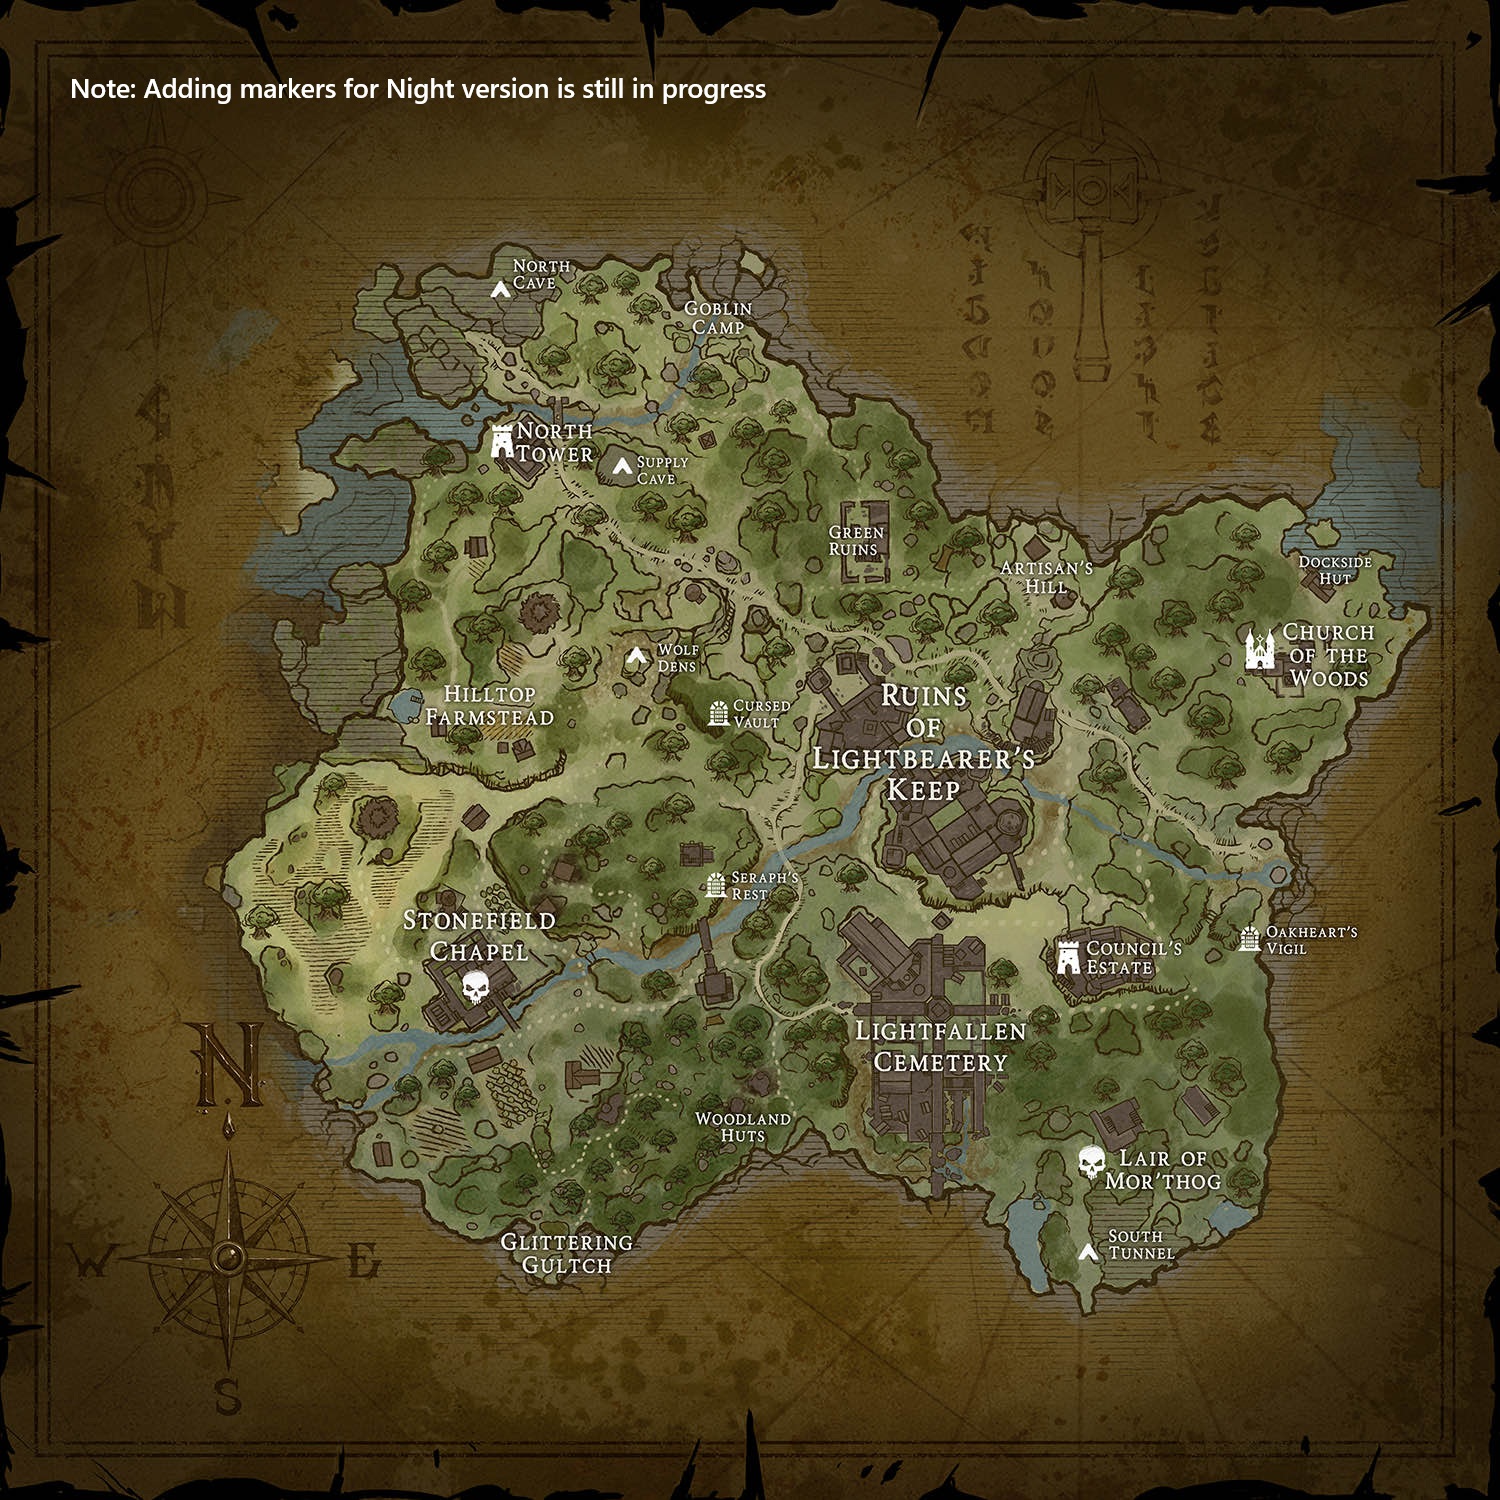 Note: Adding markers for Night version is still in progress
NORTH
CAVE
GOBLIN
CAMP
NORTH
TOWER
SUPPLY
CAVE
GREEN
RUINS
ARTISAN'S
HILL
DOCKSIDE
HUT
CHURCH
OF THE
WOODS
WOLF
DENS
HILLTOP
FARMSTEAD
CURSED
VAULT
RUINS
OF
LIGHTBEARER'S
KEEP
SERAPH'S
REST
STONEFIELD
CHAPEL
COUNCIL'S
ESTATE
OAKHEART'S
VIGIL
LIGHTFALLEN
CEMETERY
WOODLAND
HUTS
LAIR OF
MOR'THOG
GLITTERING
GULTCH
SOUTH
TUNNEL
N
W
E
S